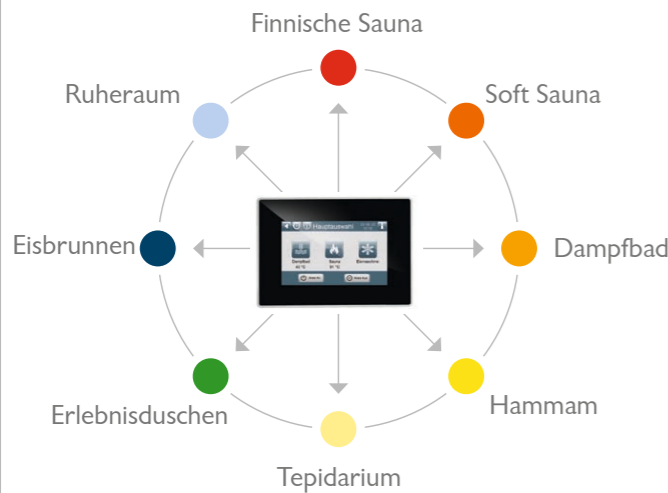 Finnische Sauna
Ruheraum
Soft Sauna
Hauptauswahl
Eisbrunnen
Dampfbad
Dampfbad
Sauna
Erlebnisduschen
Hammam
Tepidarium